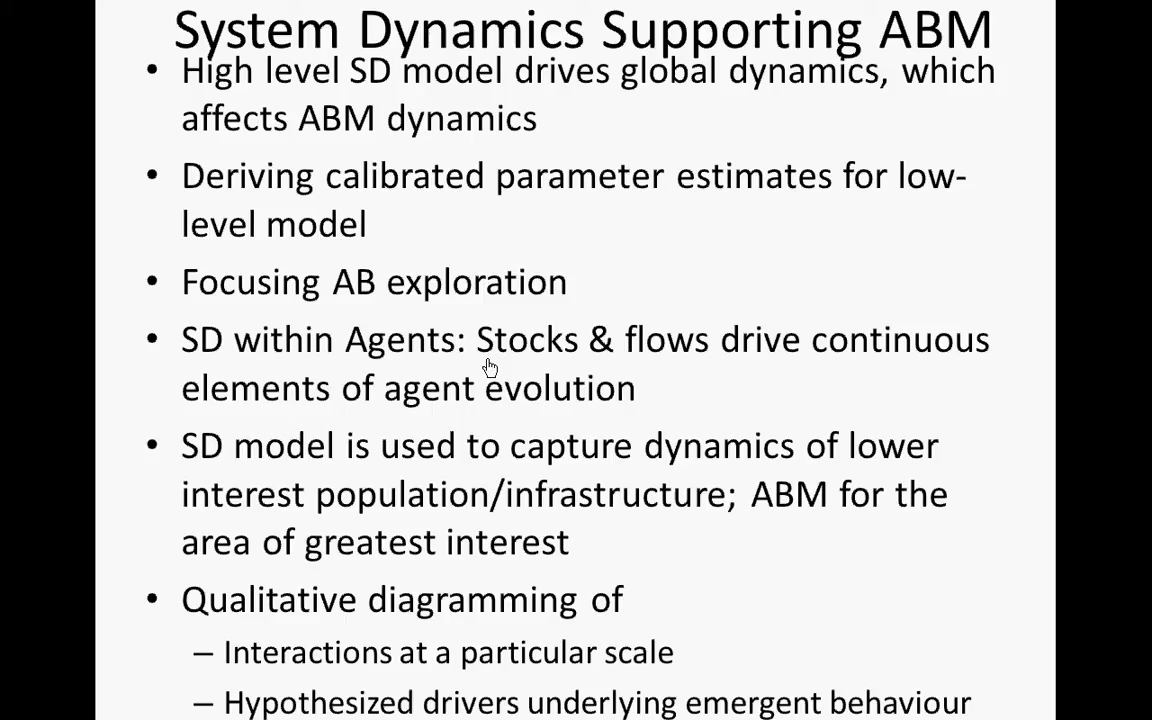 System Dynamics Supporting ABM
• High level SD model drives global dynamics, which
affects ABM dynamics
• Deriving calibrated parameter estimates for low-
level model
• Focusing AB exploration
• SD within Agents: Stocks & flows drive continuous
elements of agent evolution
• SD model is used to capture dynamics of lower
interest population/infrastructure; ABM for the
area of greatest interest
• Qualitative diagramming of
– Interactions at a particular scale
– Hypothesized drivers underlying emergent behaviour